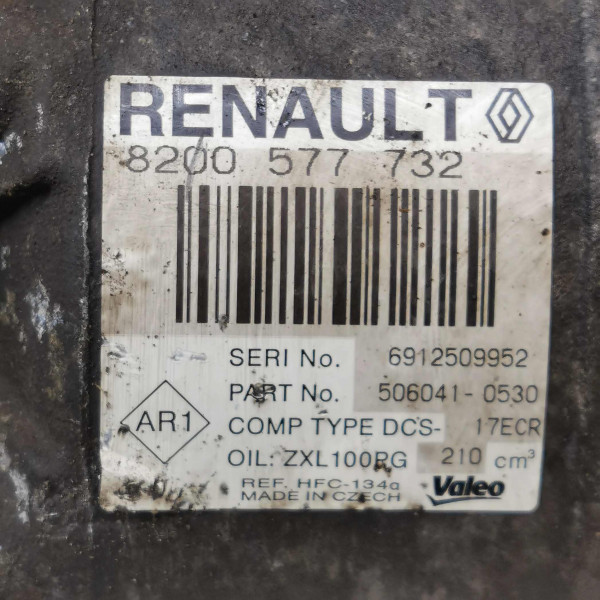 RENAULT
8200 577 732
SERI No. 6912509952
PART No. 506041-0530
AR1
COMP TYPE DCS- 17ECR
OIL: ZXL100PG 210 cm³
REF. HFC-134a
MADE IN CZECH
Valeo